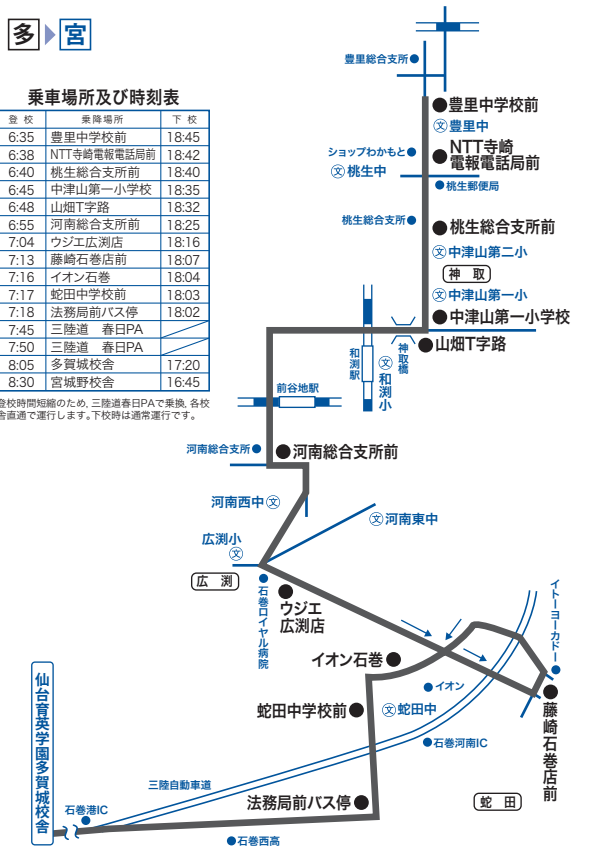 多 宮
乗車場所及び時刻表
登 校 乗降場所 下 校
6:35 豊里中学校前 18:45
6:38 NTT寺崎電報電話局前 18:42
6:40 桃生総合支所前 18:40
6:45 中津山第一小学校 18:35
6:48 山畑T字路 18:32
6:55 河南総合支所前 18:25
7:04 ウジエ広渕店 18:16
7:13 藤崎石巻店前 18:07
7:16 イオン石巻 18:04
7:17 蛇田中学校前 18:03
7:18 法務局前バス停 18:02
7:45 三陸道 春日PA
7:50 三陸道 春日PA
8:05 多賀城校舎 17:20
8:30 宮城野校舎 16:45
登校時間短縮のため、三陸道春日PAで乗換、各校
舎直通で運行します。下校時は通常運行です。
豊里総合支所
豊里中学校前
文 豊里中
ショップわかもと
NTT寺崎
電報電話局前
文 桃生中
桃生郵便局
桃生総合支所
桃生総合支所前
文 中津山第二小
神 取
文 中津山第一小
中津山第一小学校
山畑T字路
神取橋
和渕駅
文 和渕小
前谷地駅
河南総合支所
河南総合支所前
河南西中 文
文 河南東中
広渕小
文
広 渕
石巻ロイヤル病院
ウジエ
広渕店
イトーヨーカドー
イオン石巻
イオン
藤崎石巻店前
蛇田中学校前
文 蛇田中
石巻河南IC
三陸自動車道
法務局前バス停
蛇 田
石巻港IC
石巻西高
仙台育英学園多賀城校舎